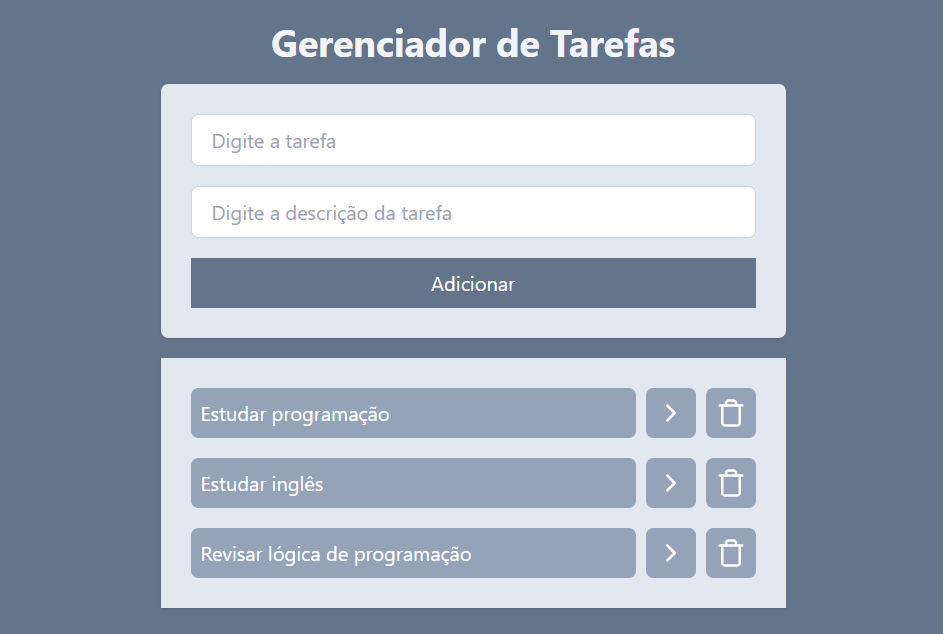 Gerenciador de Tarefas
Digite a tarefa
Digite a descrição da tarefa
Adicionar
Estudar programação
Estudar inglês
Revisar lógica de programação